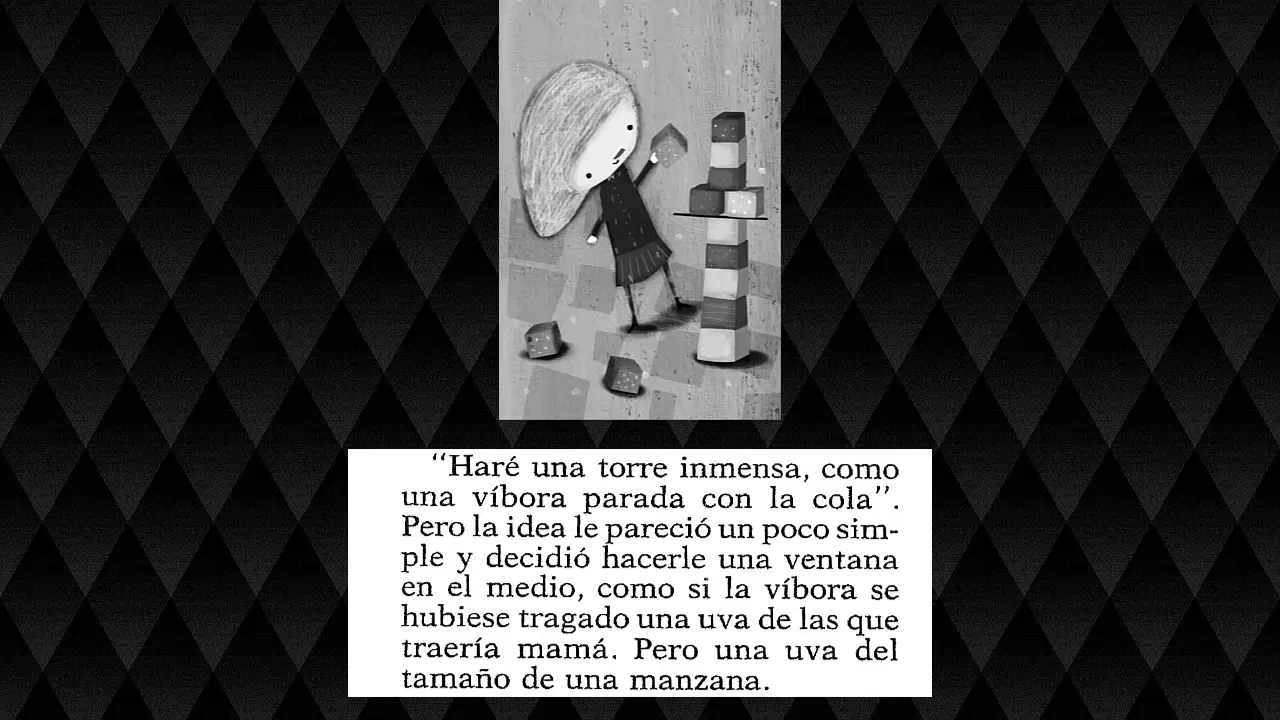 “Haré una torre inmensa, como
una víbora parada con la cola”.
Pero la idea le pareció un poco sim-
ple y decidió hacerle una ventana
en el medio, como si la víbora se
hubiese tragado una uva de las que
traería mamá. Pero una uva del
tamaño de una manzana.